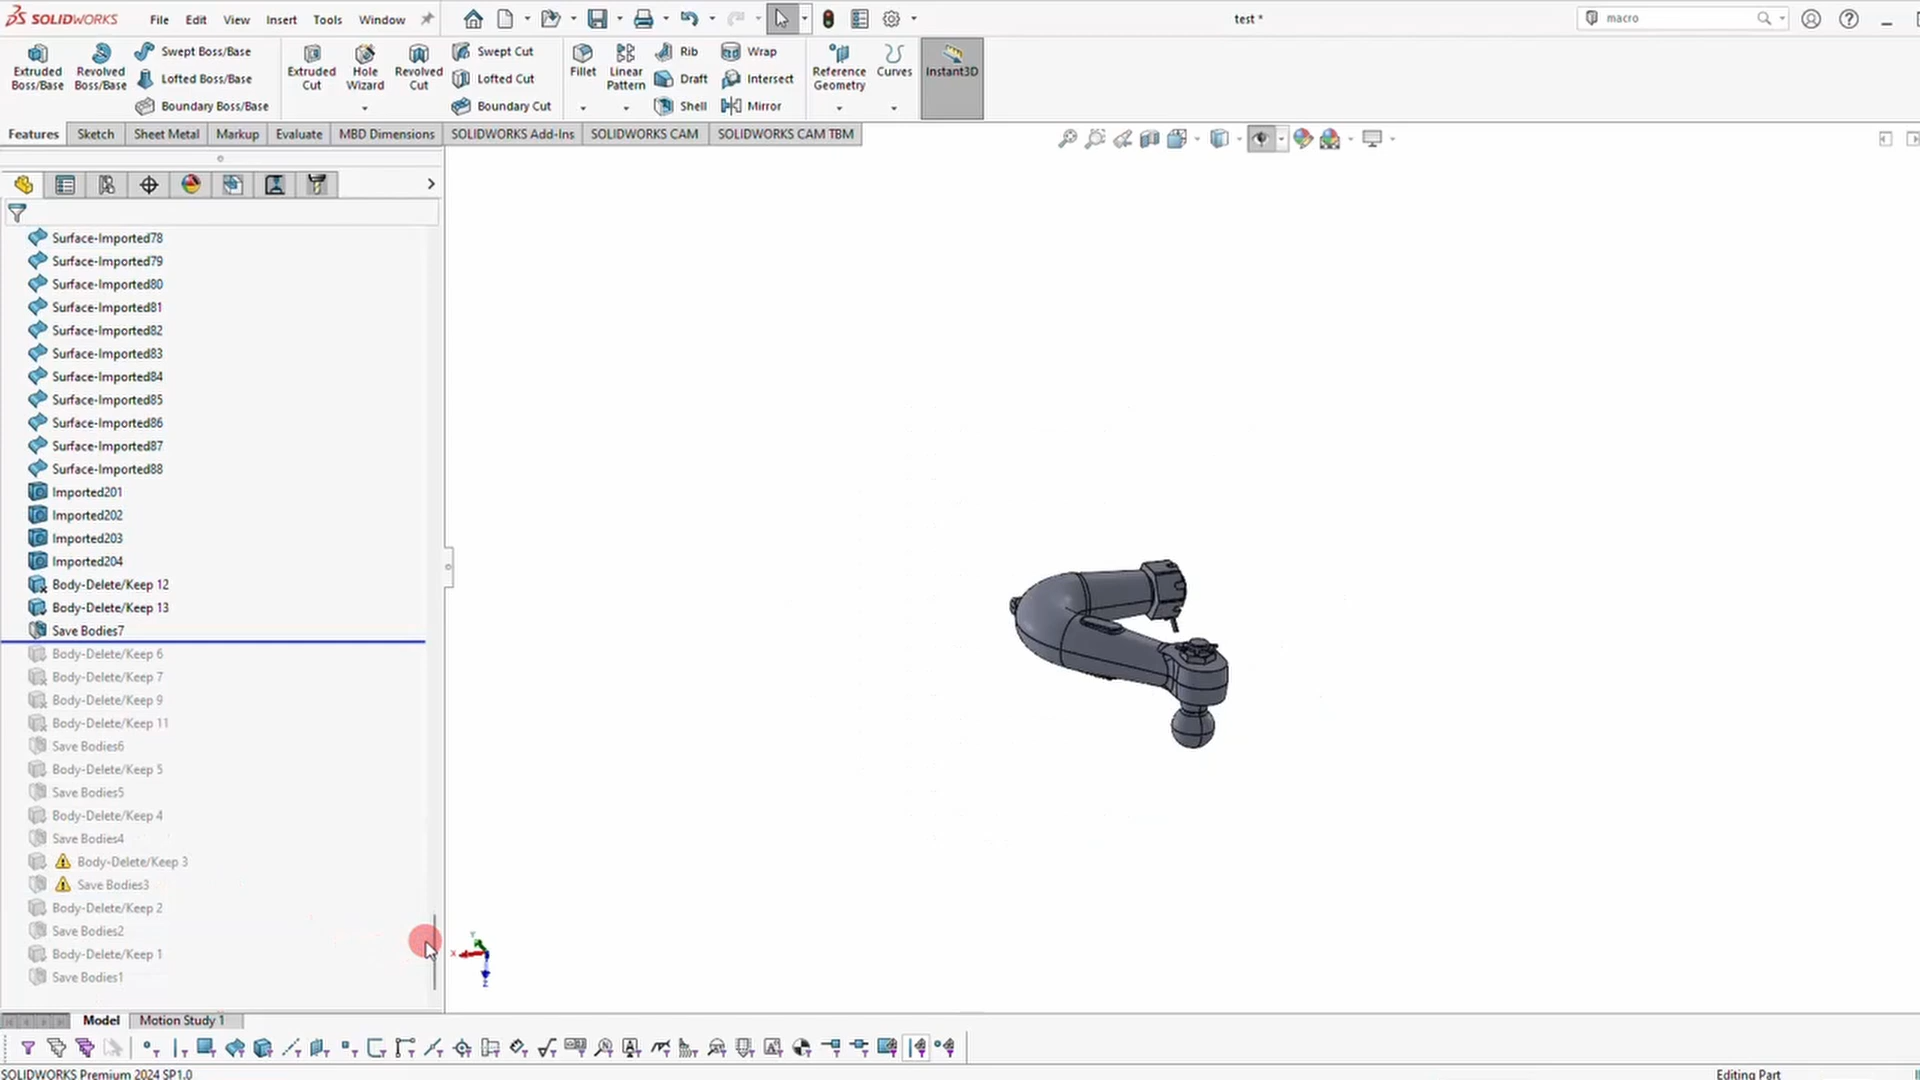 SOLIDWORKS File Edit View Insert Tools Window test * macro
Extruded Boss/Base
Revolved Boss/Base
Swept Boss/Base
Lofted Boss/Base
Boundary Boss/Base
Extruded Cut
Hole Wizard
Revolved Cut
Swept Cut
Lofted Cut
Boundary Cut
Fillet
Linear Pattern
Rib
Draft
Shell
Wrap
Intersect
Mirror
Reference Geometry
Curves
Instant3D
Features Sketch Sheet Metal Markup Evaluate MBD Dimensions SOLIDWORKS Add-Ins SOLIDWORKS CAM SOLIDWORKS CAM TBM
Surface-Imported78
Surface-Imported79
Surface-Imported80
Surface-Imported81
Surface-Imported82
Surface-Imported83
Surface-Imported84
Surface-Imported85
Surface-Imported86
Surface-Imported87
Surface-Imported88
Imported201
Imported202
Imported203
Imported204
Body-Delete/Keep 12
Body-Delete/Keep 13
Save Bodies7
Body-Delete/Keep 6
Body-Delete/Keep 7
Body-Delete/Keep 9
Body-Delete/Keep 11
Save Bodies6
Body-Delete/Keep 5
Save Bodies5
Body-Delete/Keep 4
Save Bodies4
Body-Delete/Keep 3
Save Bodies3
Body-Delete/Keep 2
Save Bodies2
Body-Delete/Keep 1
Save Bodies1
Y
X
Z
Model Motion Study 1
SOLIDWORKS Premium 2024 SP1.0 Editing Part